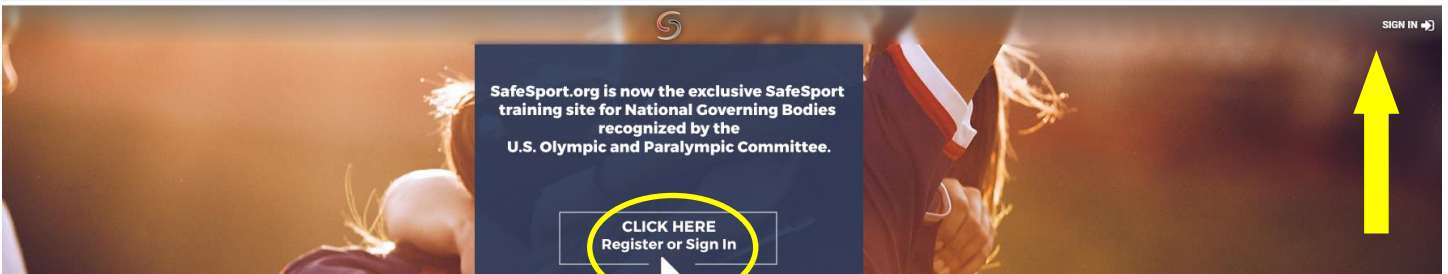 SIGN IN
SafeSport.org is now the exclusive SafeSport
training site for National Governing Bodies
recognized by the
U.S. Olympic and Paralympic Committee.
CLICK HERE
Register or Sign In